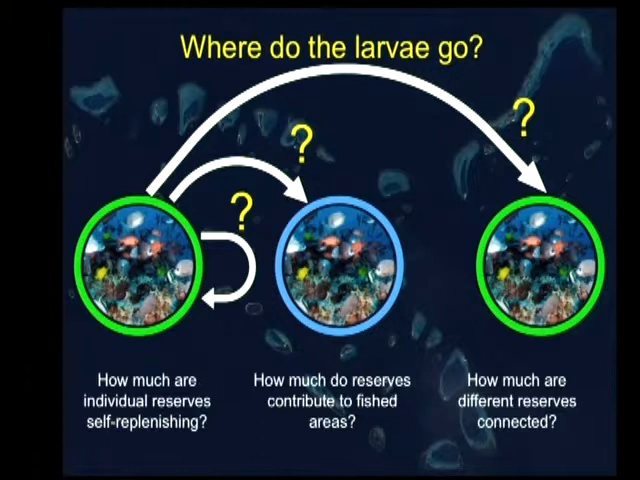 Where do the larvae go?
?
?
?
How much are
individual reserves
self-replenishing?
How much do reserves
contribute to fished
areas?
How much are
different reserves
connected?